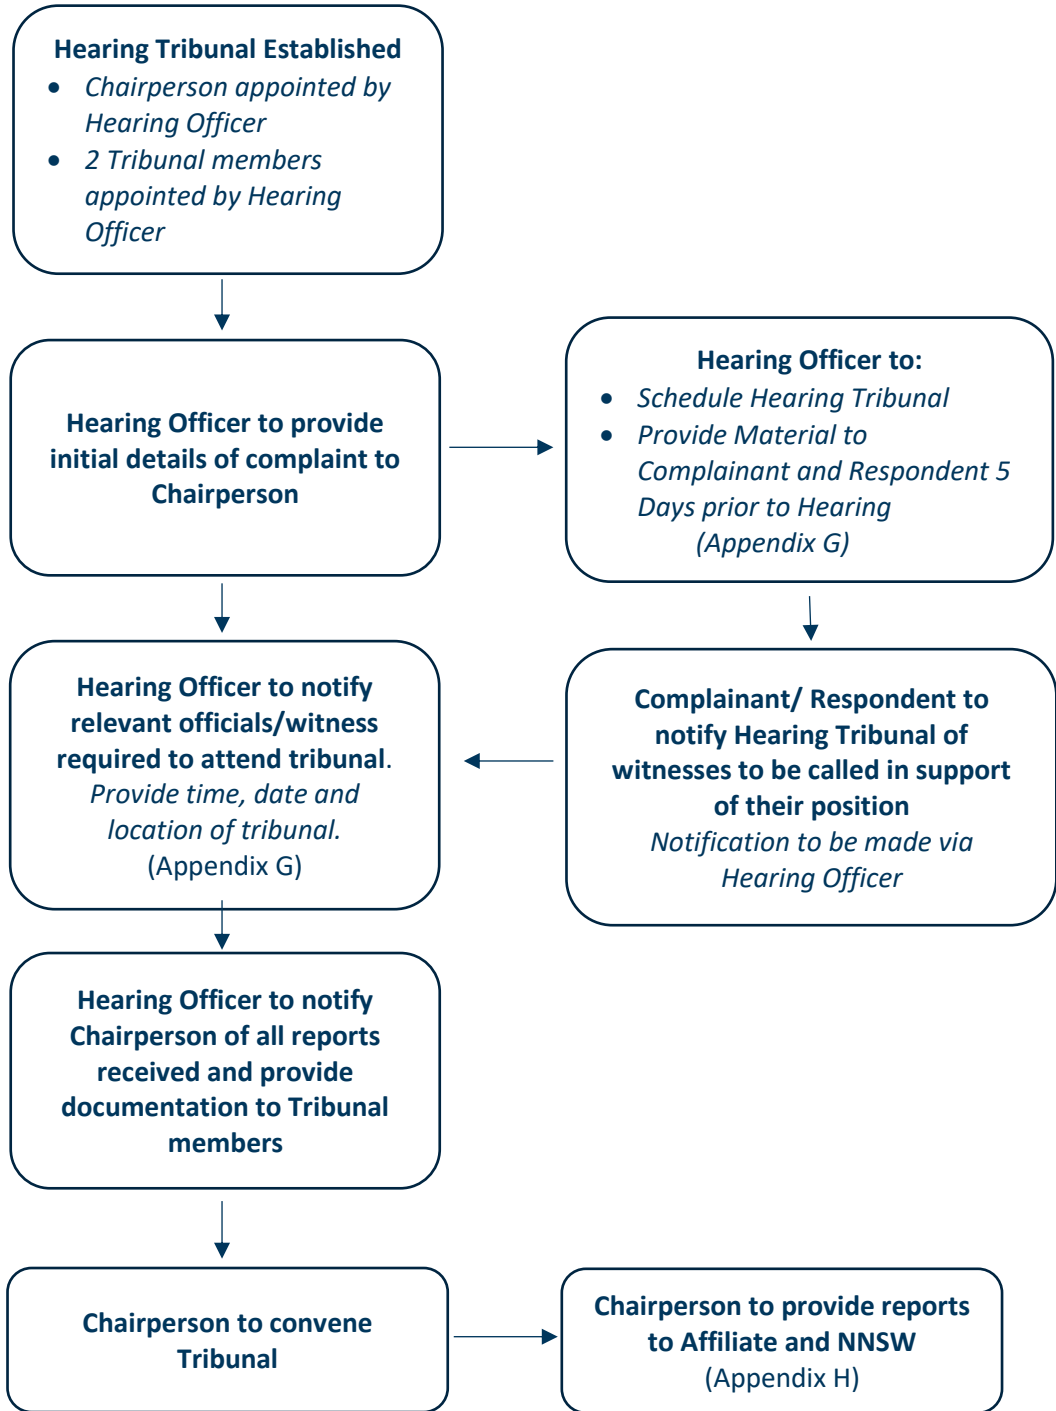 Hearing Tribunal Established
• Chairperson appointed by
Hearing Officer
• 2 Tribunal members
appointed by Hearing
Officer
Hearing Officer to provide
initial details of complaint to
Chairperson
Hearing Officer to:
• Schedule Hearing Tribunal
• Provide Material to
Complainant and Respondent 5
Days prior to Hearing
(Appendix G)
Complainant/ Respondent to
notify Hearing Tribunal of
witnesses to be called in support
of their position
Notification to be made via
Hearing Officer
Hearing Officer to notify
relevant officials/witness
required to attend tribunal.
Provide time, date and
location of tribunal.
(Appendix G)
Hearing Officer to notify
Chairperson of all reports
received and provide
documentation to Tribunal
members
Chairperson to convene
Tribunal
Chairperson to provide reports
to Affiliate and NNSW
(Appendix H)